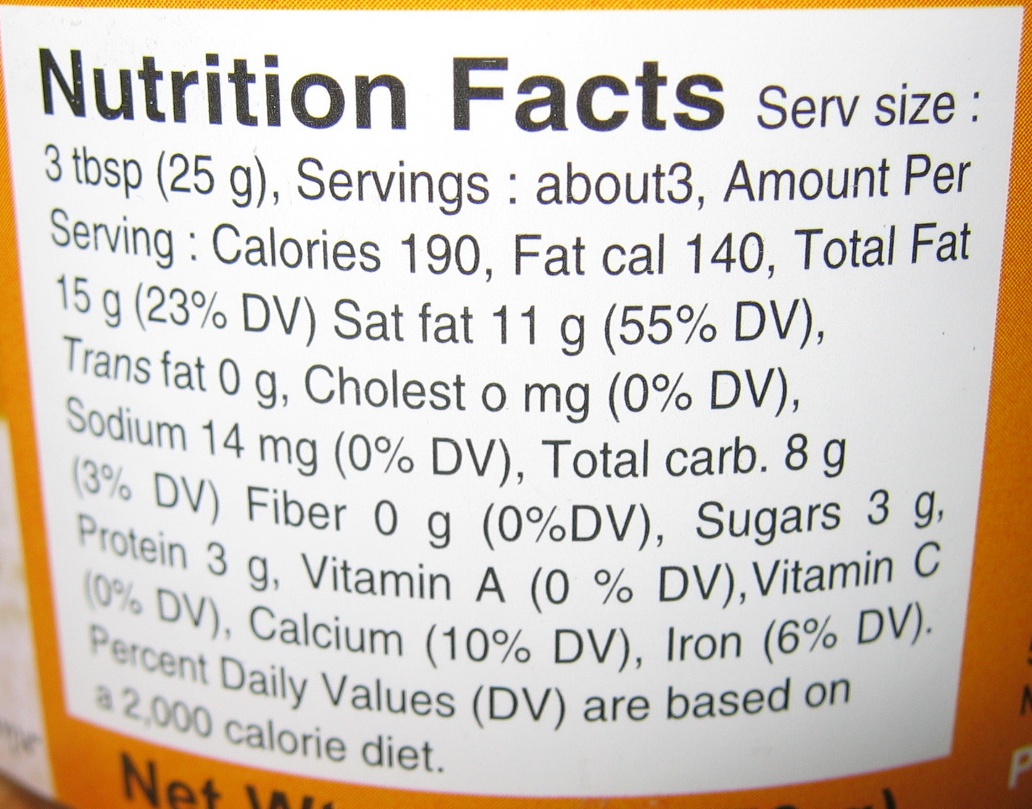 Nutrition Facts Serv size :
3 tbsp (25 g), Servings : about3, Amount Per
Serving : Calories 190, Fat cal 140, Total Fat
15 g (23% DV) Sat fat 11 g (55% DV),
Trans fat 0 g, Cholest o mg (0% DV),
Sodium 14 mg (0% DV), Total carb. 8 g
(3% DV) Fiber 0 g (0%DV), Sugars 3 g,
Protein 3 g, Vitamin A (0 % DV),Vitamin C
(0% DV), Calcium (10% DV), Iron (6% DV).
Percent Daily Values (DV) are based on
a 2,000 calorie diet.
Net